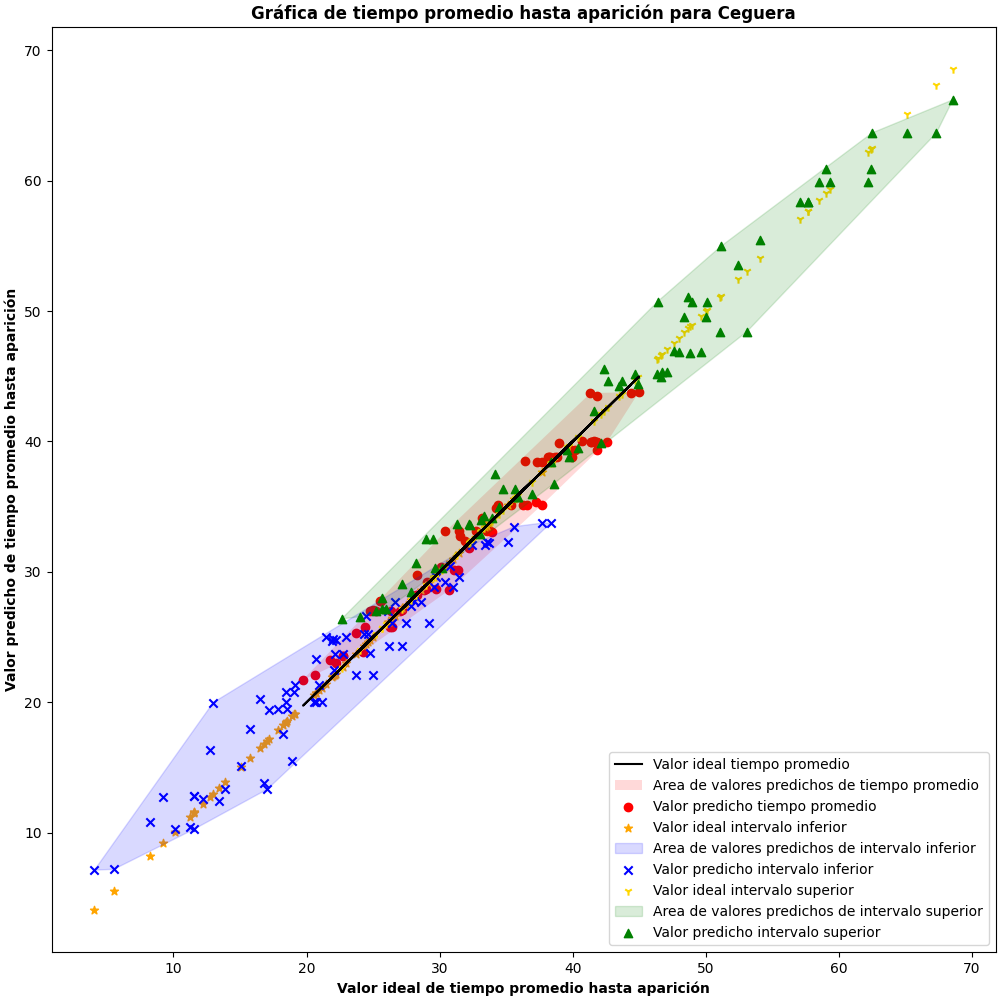 Gráfica de tiempo promedio hasta aparición para Ceguera
Valor predicho de tiempo promedio hasta aparición
70
60
50
40
30
20
10
10 20 30 40 50 60 70
Valor ideal de tiempo promedio hasta aparición
Valor ideal tiempo promedio
Area de valores predichos de tiempo promedio
Valor predicho tiempo promedio
Valor ideal intervalo inferior
Area de valores predichos de intervalo inferior
Valor predicho intervalo inferior
Valor ideal intervalo superior
Area de valores predichos de intervalo superior
Valor predicho intervalo superior